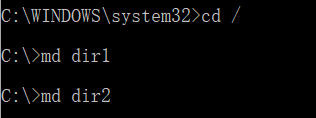 C:\WINDOWS\system32>cd /
C:\>md dir1
C:\>md dir2